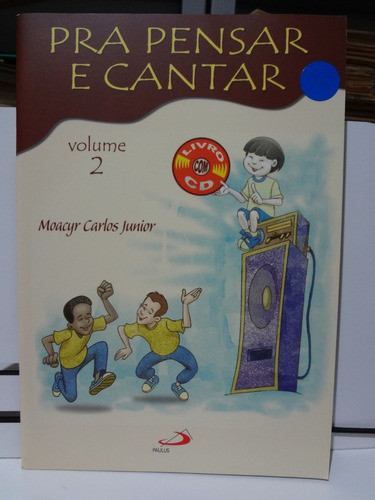 PRA PENSAR
E CANTAR
volume
2
LIVRO
COM
CD
Moacyr Carlos Junior
PAULUS